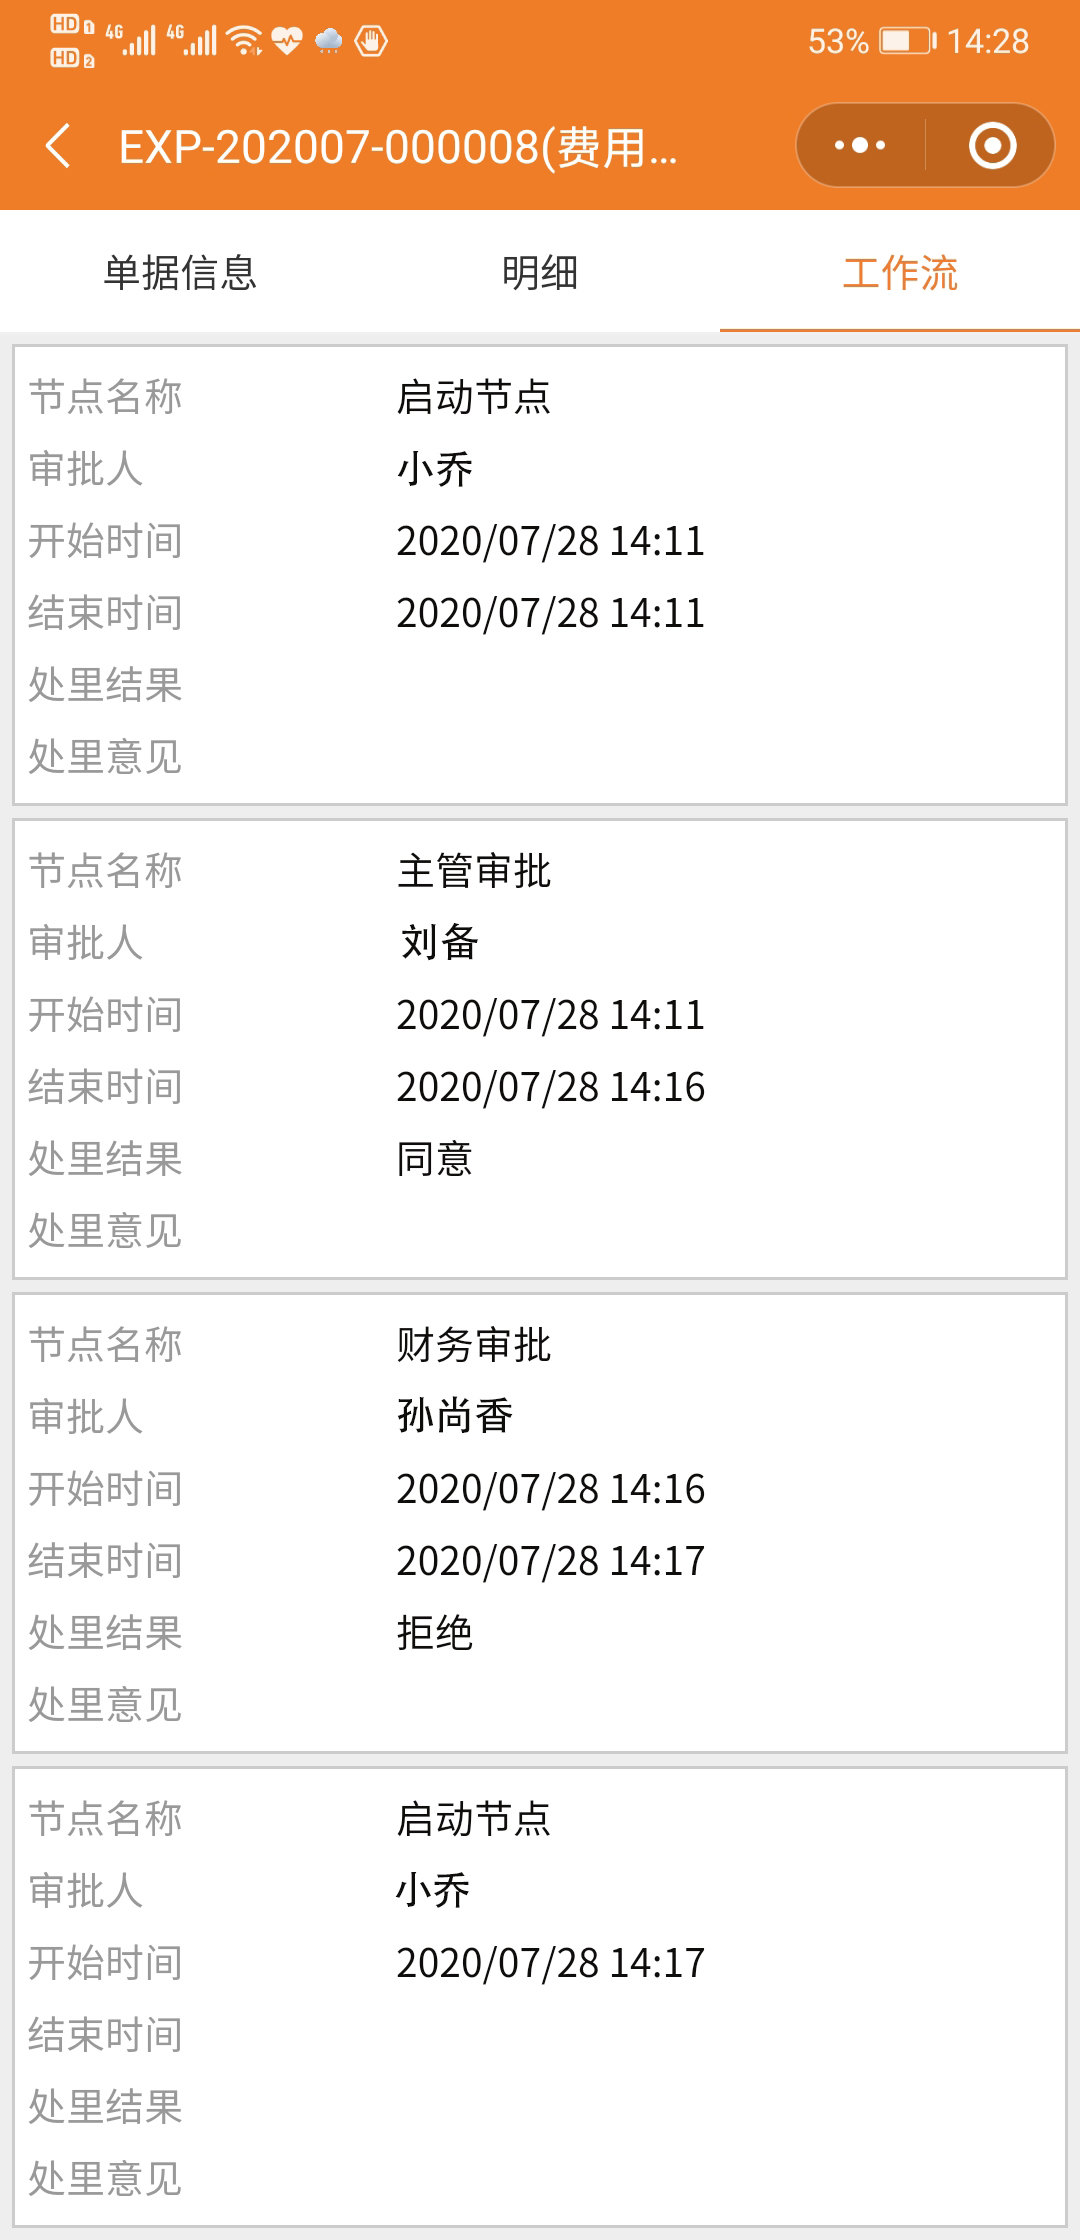 HD 1 4G 4G 53% 14:28
HD 2
EXP-202007-000008(费用...
单据信息 明细 工作流
节点名称 启动节点
审批人 小乔
开始时间 2020/07/28 14:11
结束时间 2020/07/28 14:11
处里结果
处里意见
节点名称 主管审批
审批人 刘备
开始时间 2020/07/28 14:11
结束时间 2020/07/28 14:16
处里结果 同意
处里意见
节点名称 财务审批
审批人 孙尚香
开始时间 2020/07/28 14:16
结束时间 2020/07/28 14:17
处里结果 拒绝
处里意见
节点名称 启动节点
审批人 小乔
开始时间 2020/07/28 14:17
结束时间
处里结果
处里意见